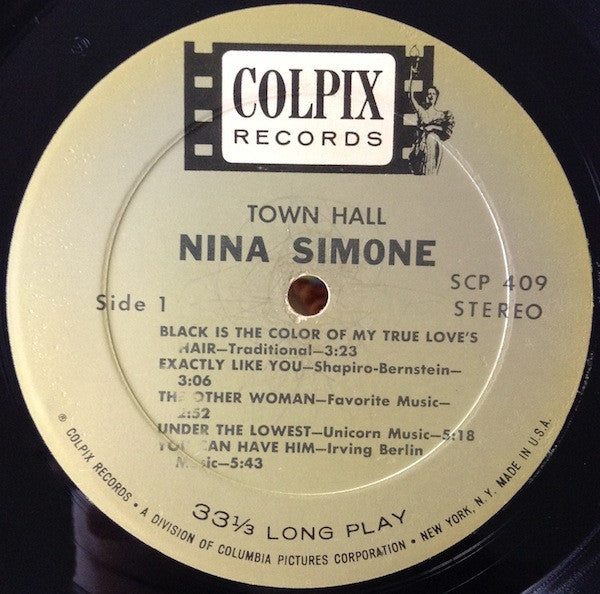 COLPIX
RECORDS
TOWN HALL
NINA SIMONE
Side 1
SCP 409
STEREO
BLACK IS THE COLOR OF MY TRUE LOVE'S
HAIR—Traditional—3:23
EXACTLY LIKE YOU—Shapiro-Bernstein—
3:06
THE OTHER WOMAN—Favorite Music—
2:52
UNDER THE LOWEST—Unicorn Music—5:18
YOU CAN HAVE HIM—Irving Berlin
Music—5:43
33⅓ LONG PLAY
® COLPIX RECORDS • A DIVISION OF COLUMBIA PICTURES CORPORATION • NEW YORK, N.Y. MADE IN U.S.A.